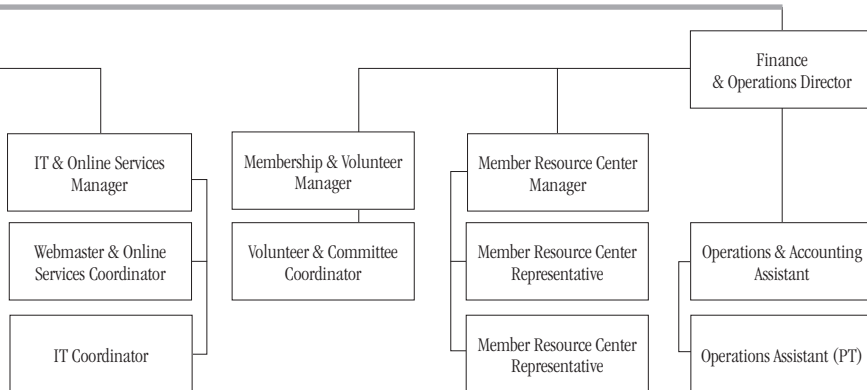 Finance
& Operations Director
IT & Online Services
Manager
Membership & Volunteer
Manager
Member Resource Center
Manager
Webmaster & Online
Services Coordinator
Volunteer & Committee
Coordinator
Member Resource Center
Representative
Operations & Accounting
Assistant
IT Coordinator
Member Resource Center
Representative
Operations Assistant (PT)